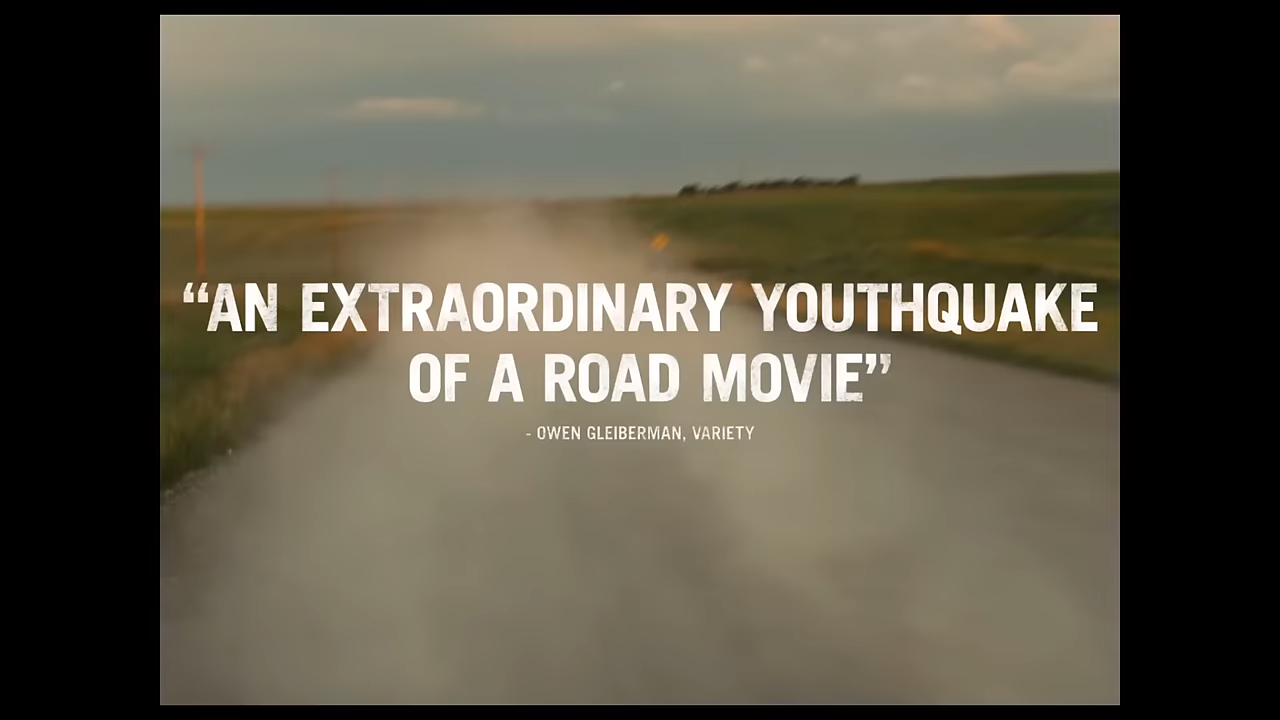 “AN EXTRAORDINARY YOUTHQUAKE
OF A ROAD MOVIE”
- OWEN GLEIBERMAN, VARIETY